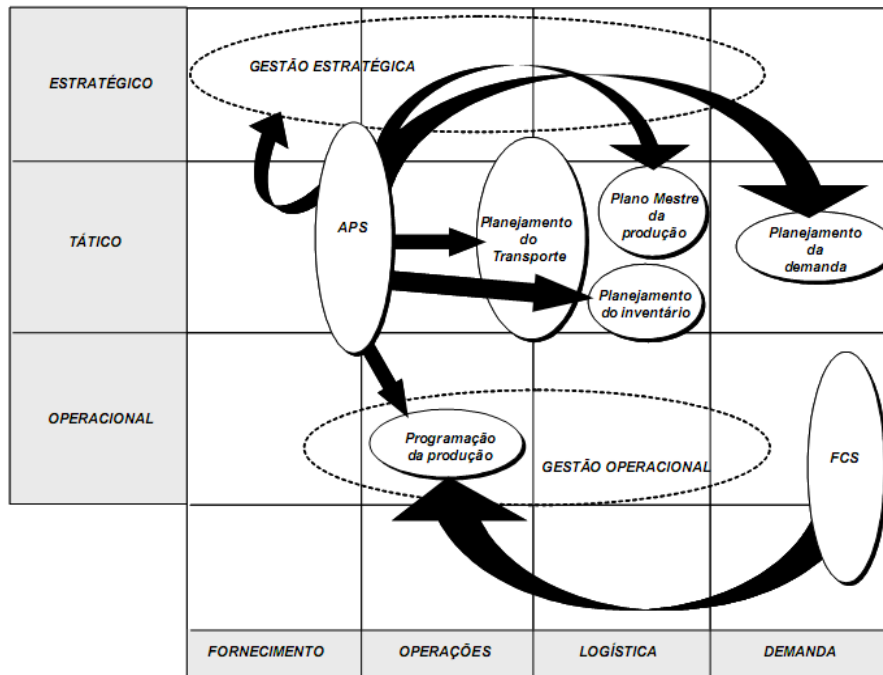 ESTRATÉGICO
GESTÃO ESTRATÉGICA
TÁTICO
APS
Planejamento
do
Transporte
Plano Mestre
da
produção
Planejamento
da
demanda
Planejamento
do inventário
OPERACIONAL
Programação
da produção
GESTÃO OPERACIONAL
FCS
FORNECIMENTO
OPERAÇÕES
LOGÍSTICA
DEMANDA